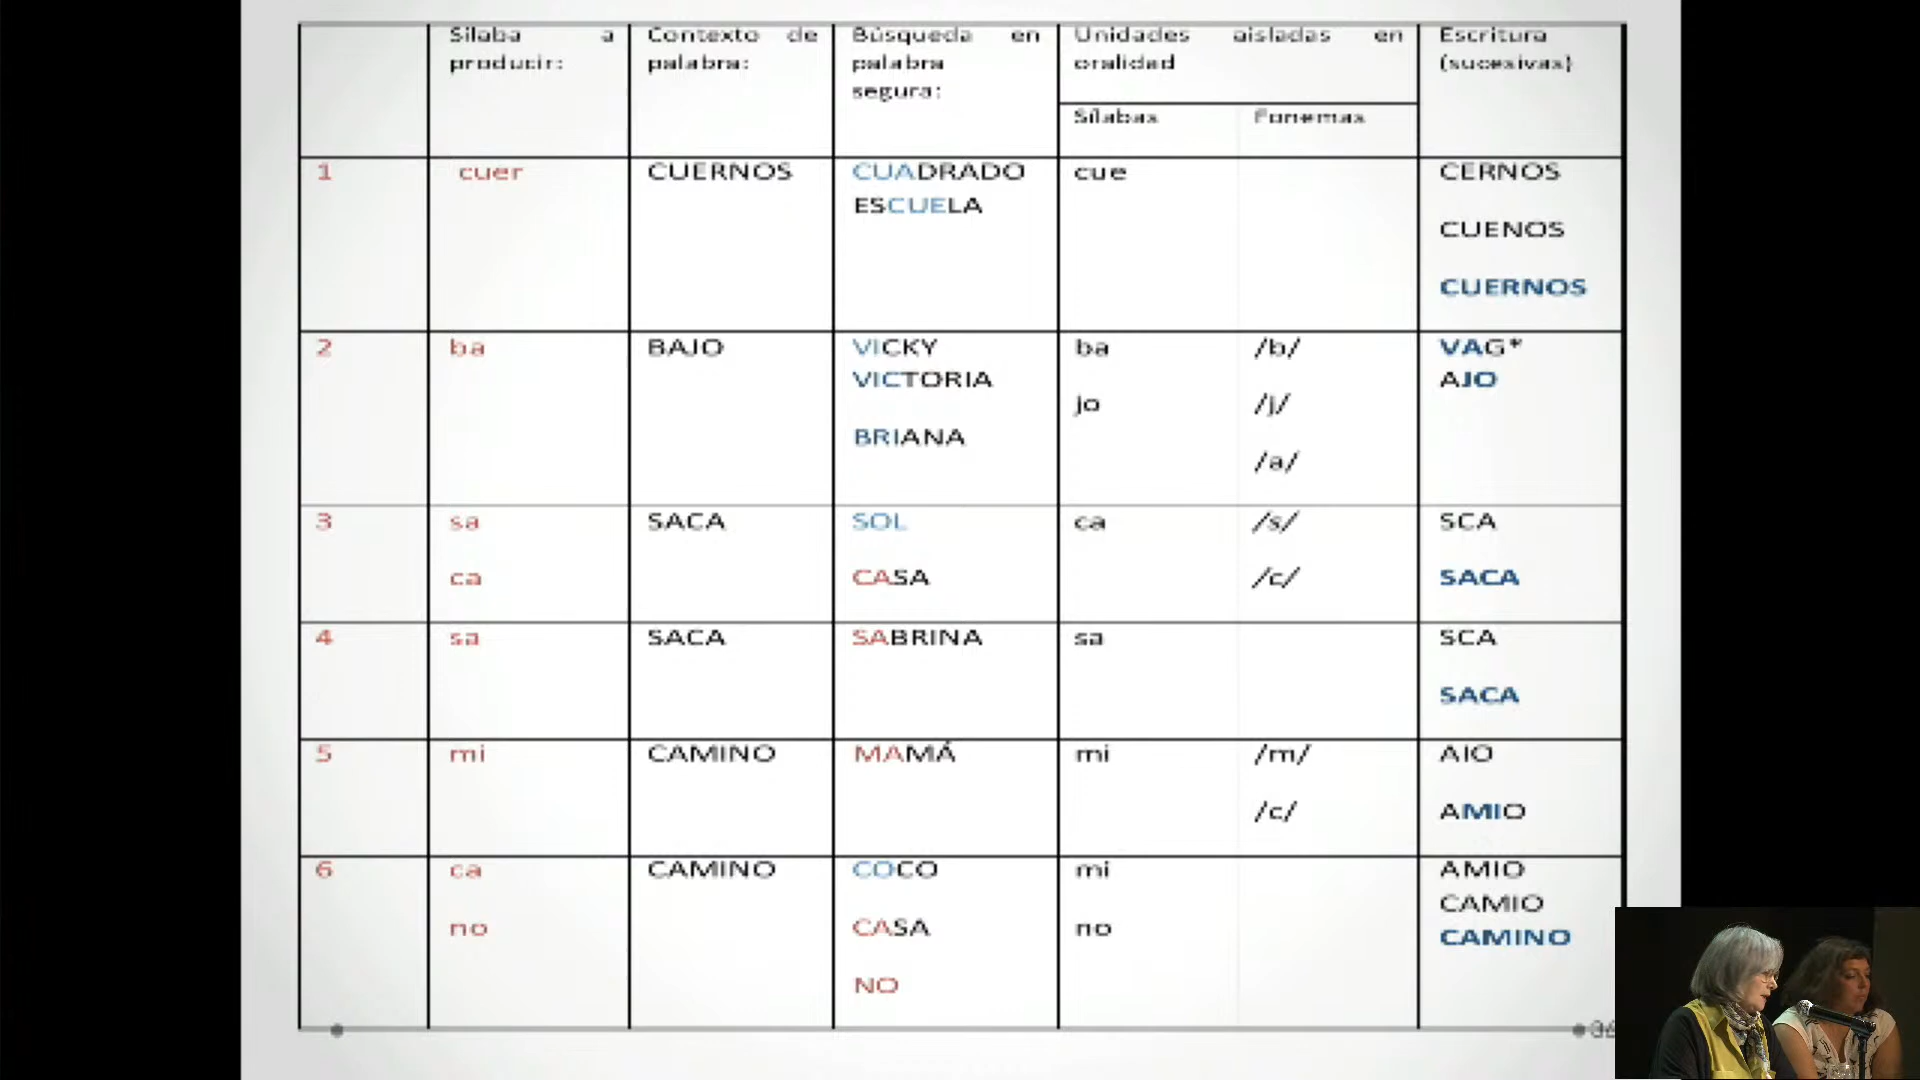 Sílaba a producir:
Contexto de palabra:
Búsqueda en palabra segura:
Unidades aisladas en oralidad
Sílabas
Fonemas
Escritura (sucesivas)
1
cuer
CUERNOS
CUADRADO
ESCUELA
cue
CERNOS
CUENOS
CUERNOS
2
ba
BAJO
VICKY
VICTORIA
BRIANA
ba
jo
/b/
/j/
/a/
VAG*
AJO
3
sa
ca
SACA
SOL
CASA
ca
/s/
/c/
SCA
SACA
4
sa
SACA
SABRINA
sa
SCA
SACA
5
mi
CAMINO
MAMÁ
mi
/m/
/c/
AIO
AMIO
6
ca
no
CAMINO
COCO
CASA
NO
mi
no
AMIO
CAMIO
CAMINO